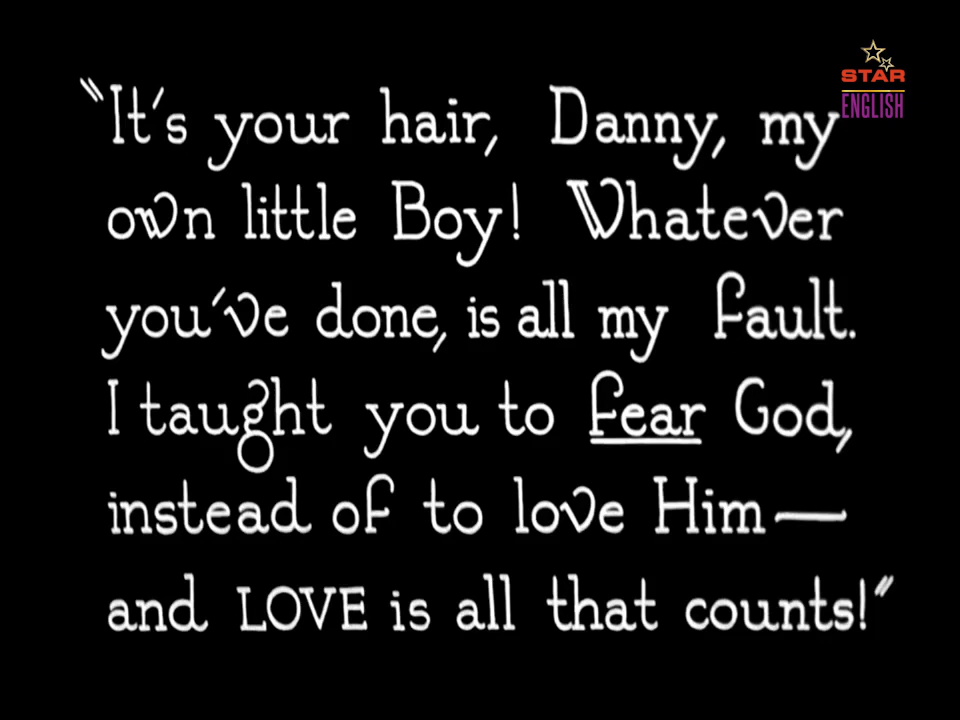 STAR
ENGLISH
"It's your hair, Danny, my
own little Boy! Whatever
you've done, is all my fault.
I taught you to fear God,
instead of to love Him—
and LOVE is all that counts!"